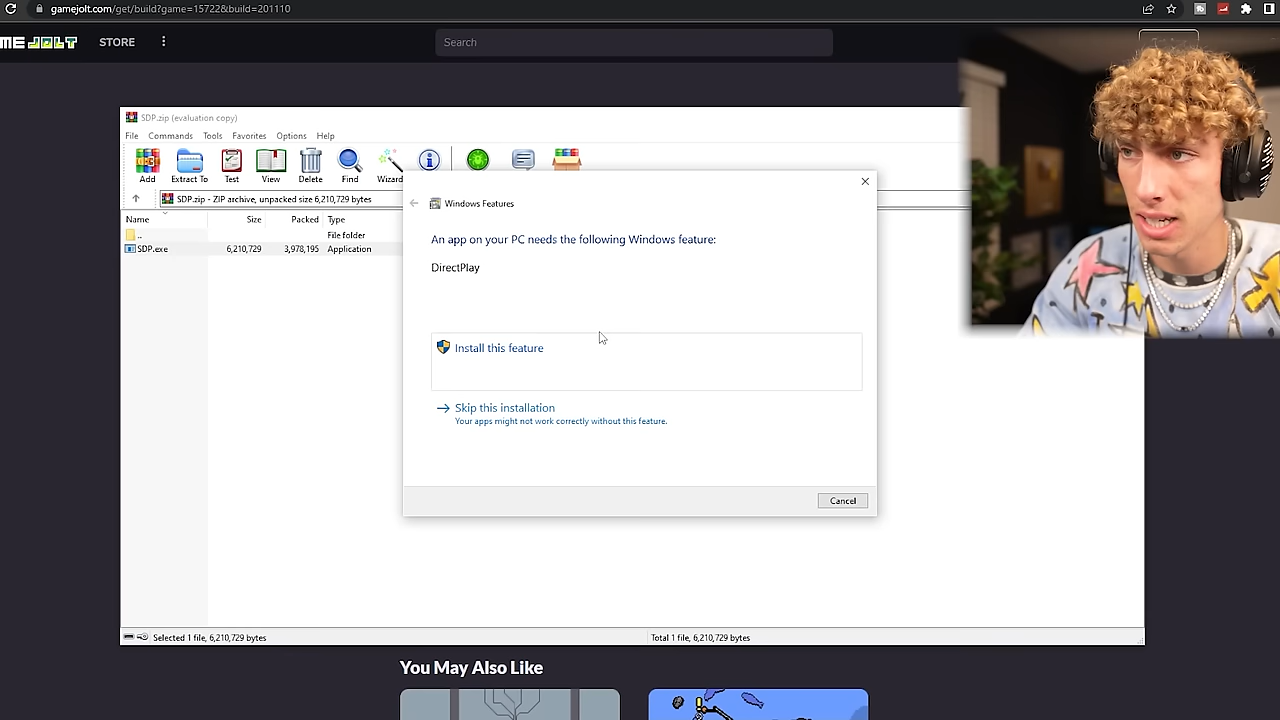 gamejolt.com/get/build?game=15722&build=201110
ME JOLT
STORE
Search
SDP.zip (evaluation copy)
File Commands Tools Favorites Options Help
Add Extract To Test View Delete Find Wizard
SDP.zip - ZIP archive, unpacked size 6,210,729 bytes
Name Size Packed Type
.. File folder
SDP.exe 6,210,729 3,978,195 Application
Windows Features
An app on your PC needs the following Windows feature:
DirectPlay
Install this feature
Skip this installation
Your apps might not work correctly without this feature.
Cancel
Selected 1 file, 6,210,729 bytes
Total 1 file, 6,210,729 bytes
You May Also Like